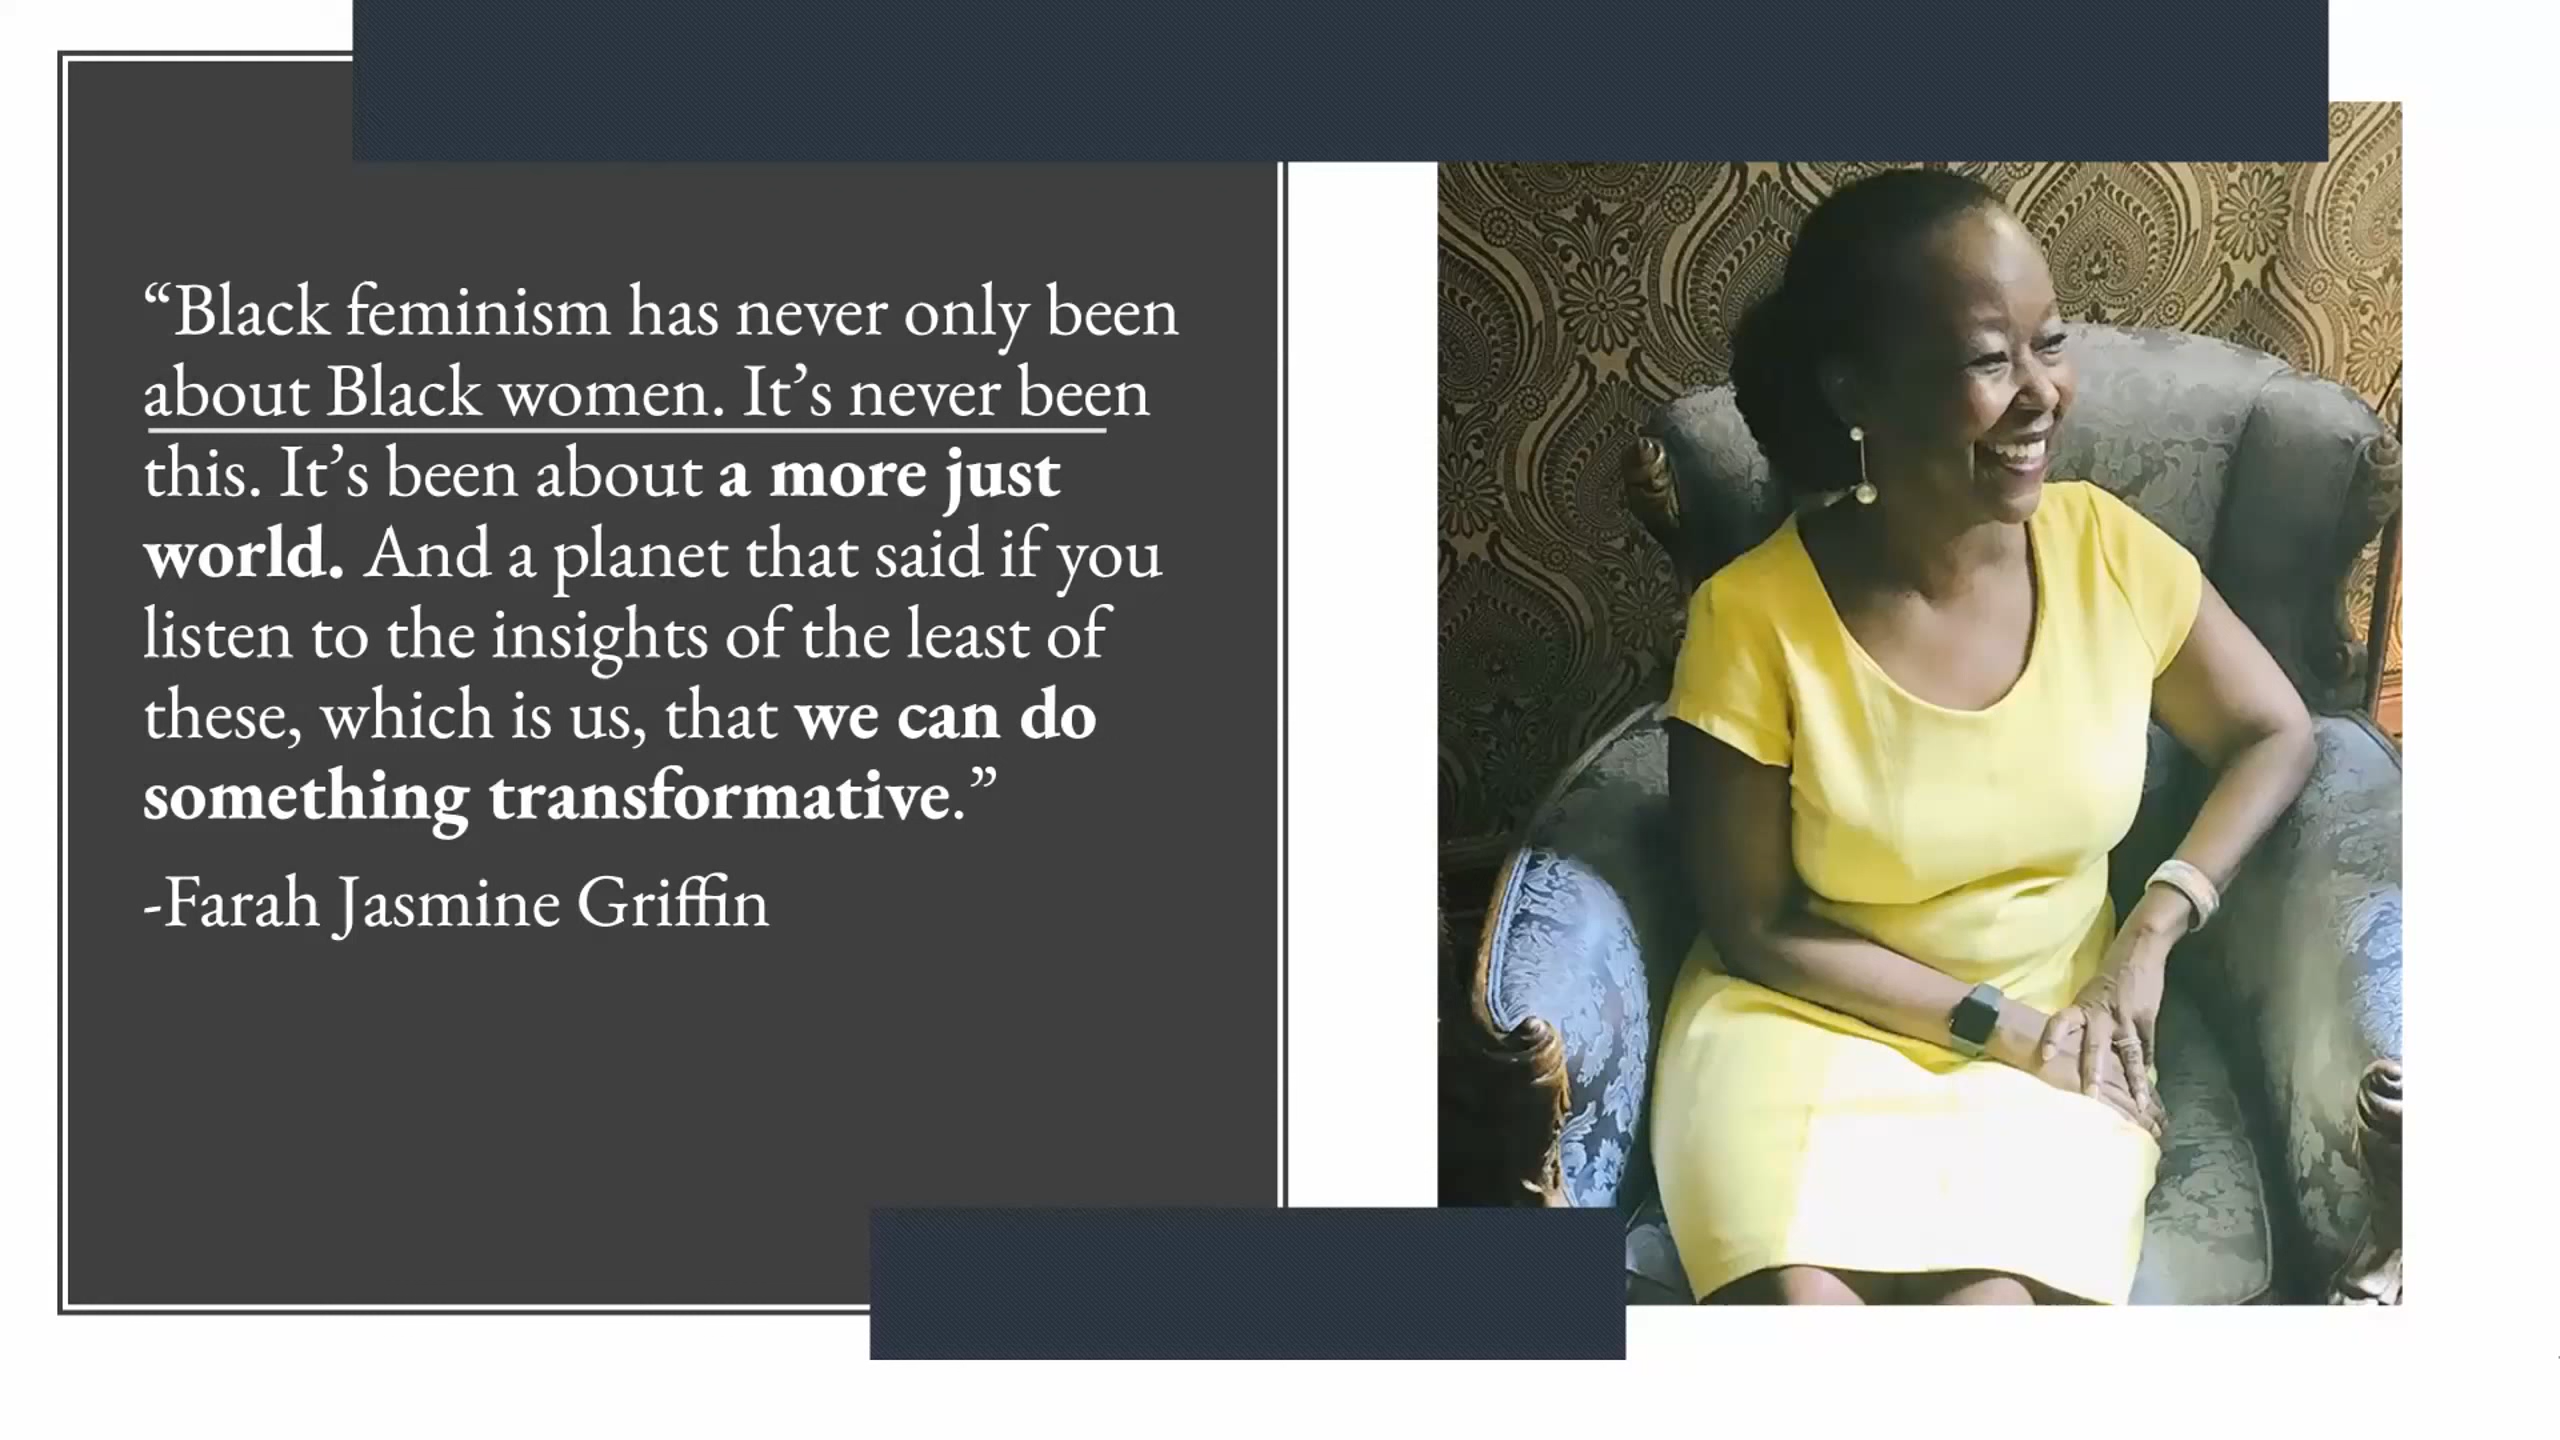 “Black feminism has never only been
about Black women. It’s never been
this. It’s been about a more just
world. And a planet that said if you
listen to the insights of the least of
these, which is us, that we can do
something transformative.”
-Farah Jasmine Griffin